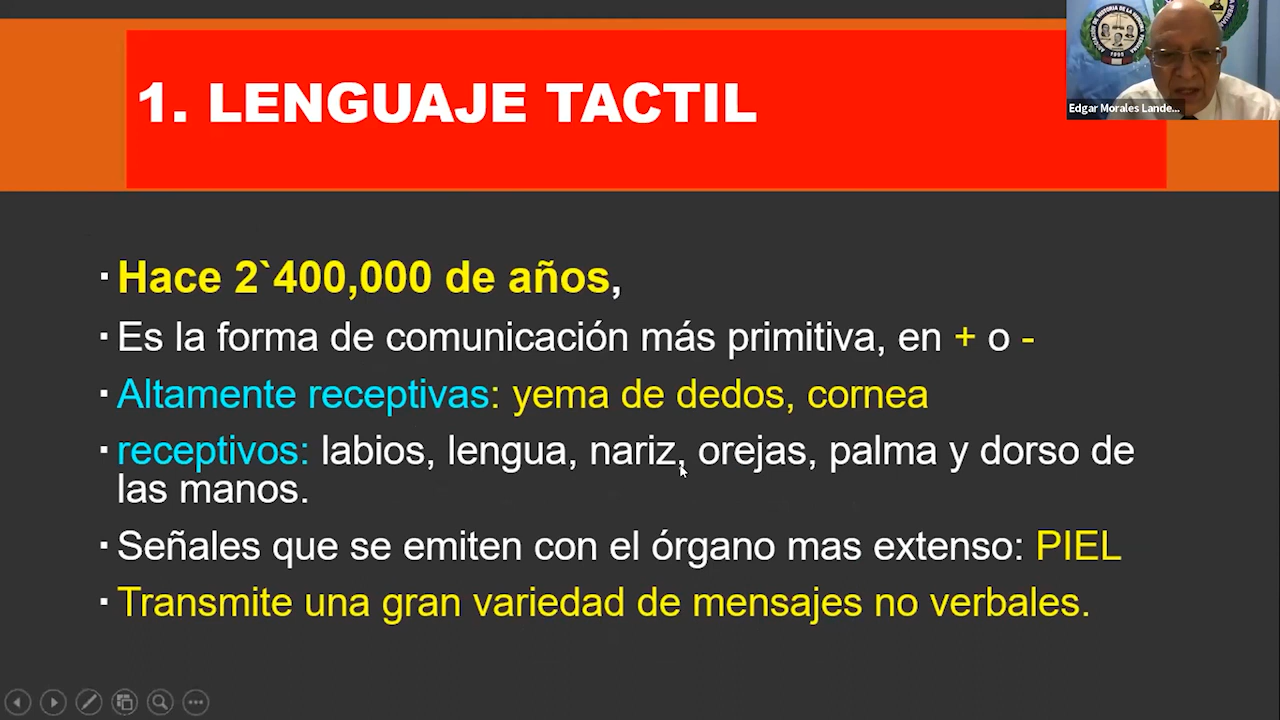 1. LENGUAJE TACTIL
Edgar Morales Lande...
Hace 2`400,000 de años,
Es la forma de comunicación más primitiva, en + o -
Altamente receptivas: yema de dedos, cornea
receptivos: labios, lengua, nariz, orejas, palma y dorso de
las manos.
Señales que se emiten con el órgano mas extenso: PIEL
Transmite una gran variedad de mensajes no verbales.